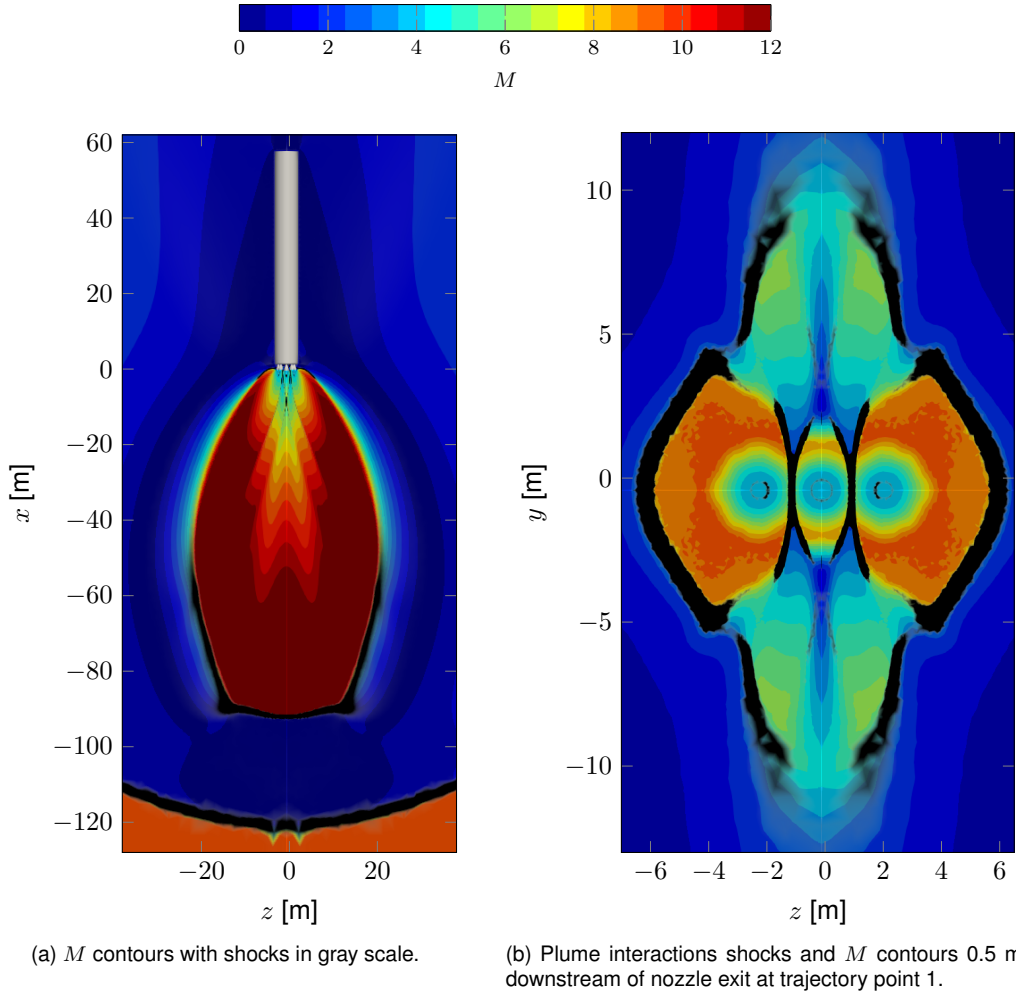 0 2 4 6 8 10 12
M
60
40
20
0
−20
−40
−60
−80
−100
−120
x [m]
−20 0 20
z [m]
10
5
0
−5
−10
y [m]
−6 −4 −2 0 2 4 6
z [m]
(a) M contours with shocks in gray scale.
(b) Plume interactions shocks and M contours 0.5 m
downstream of nozzle exit at trajectory point 1.